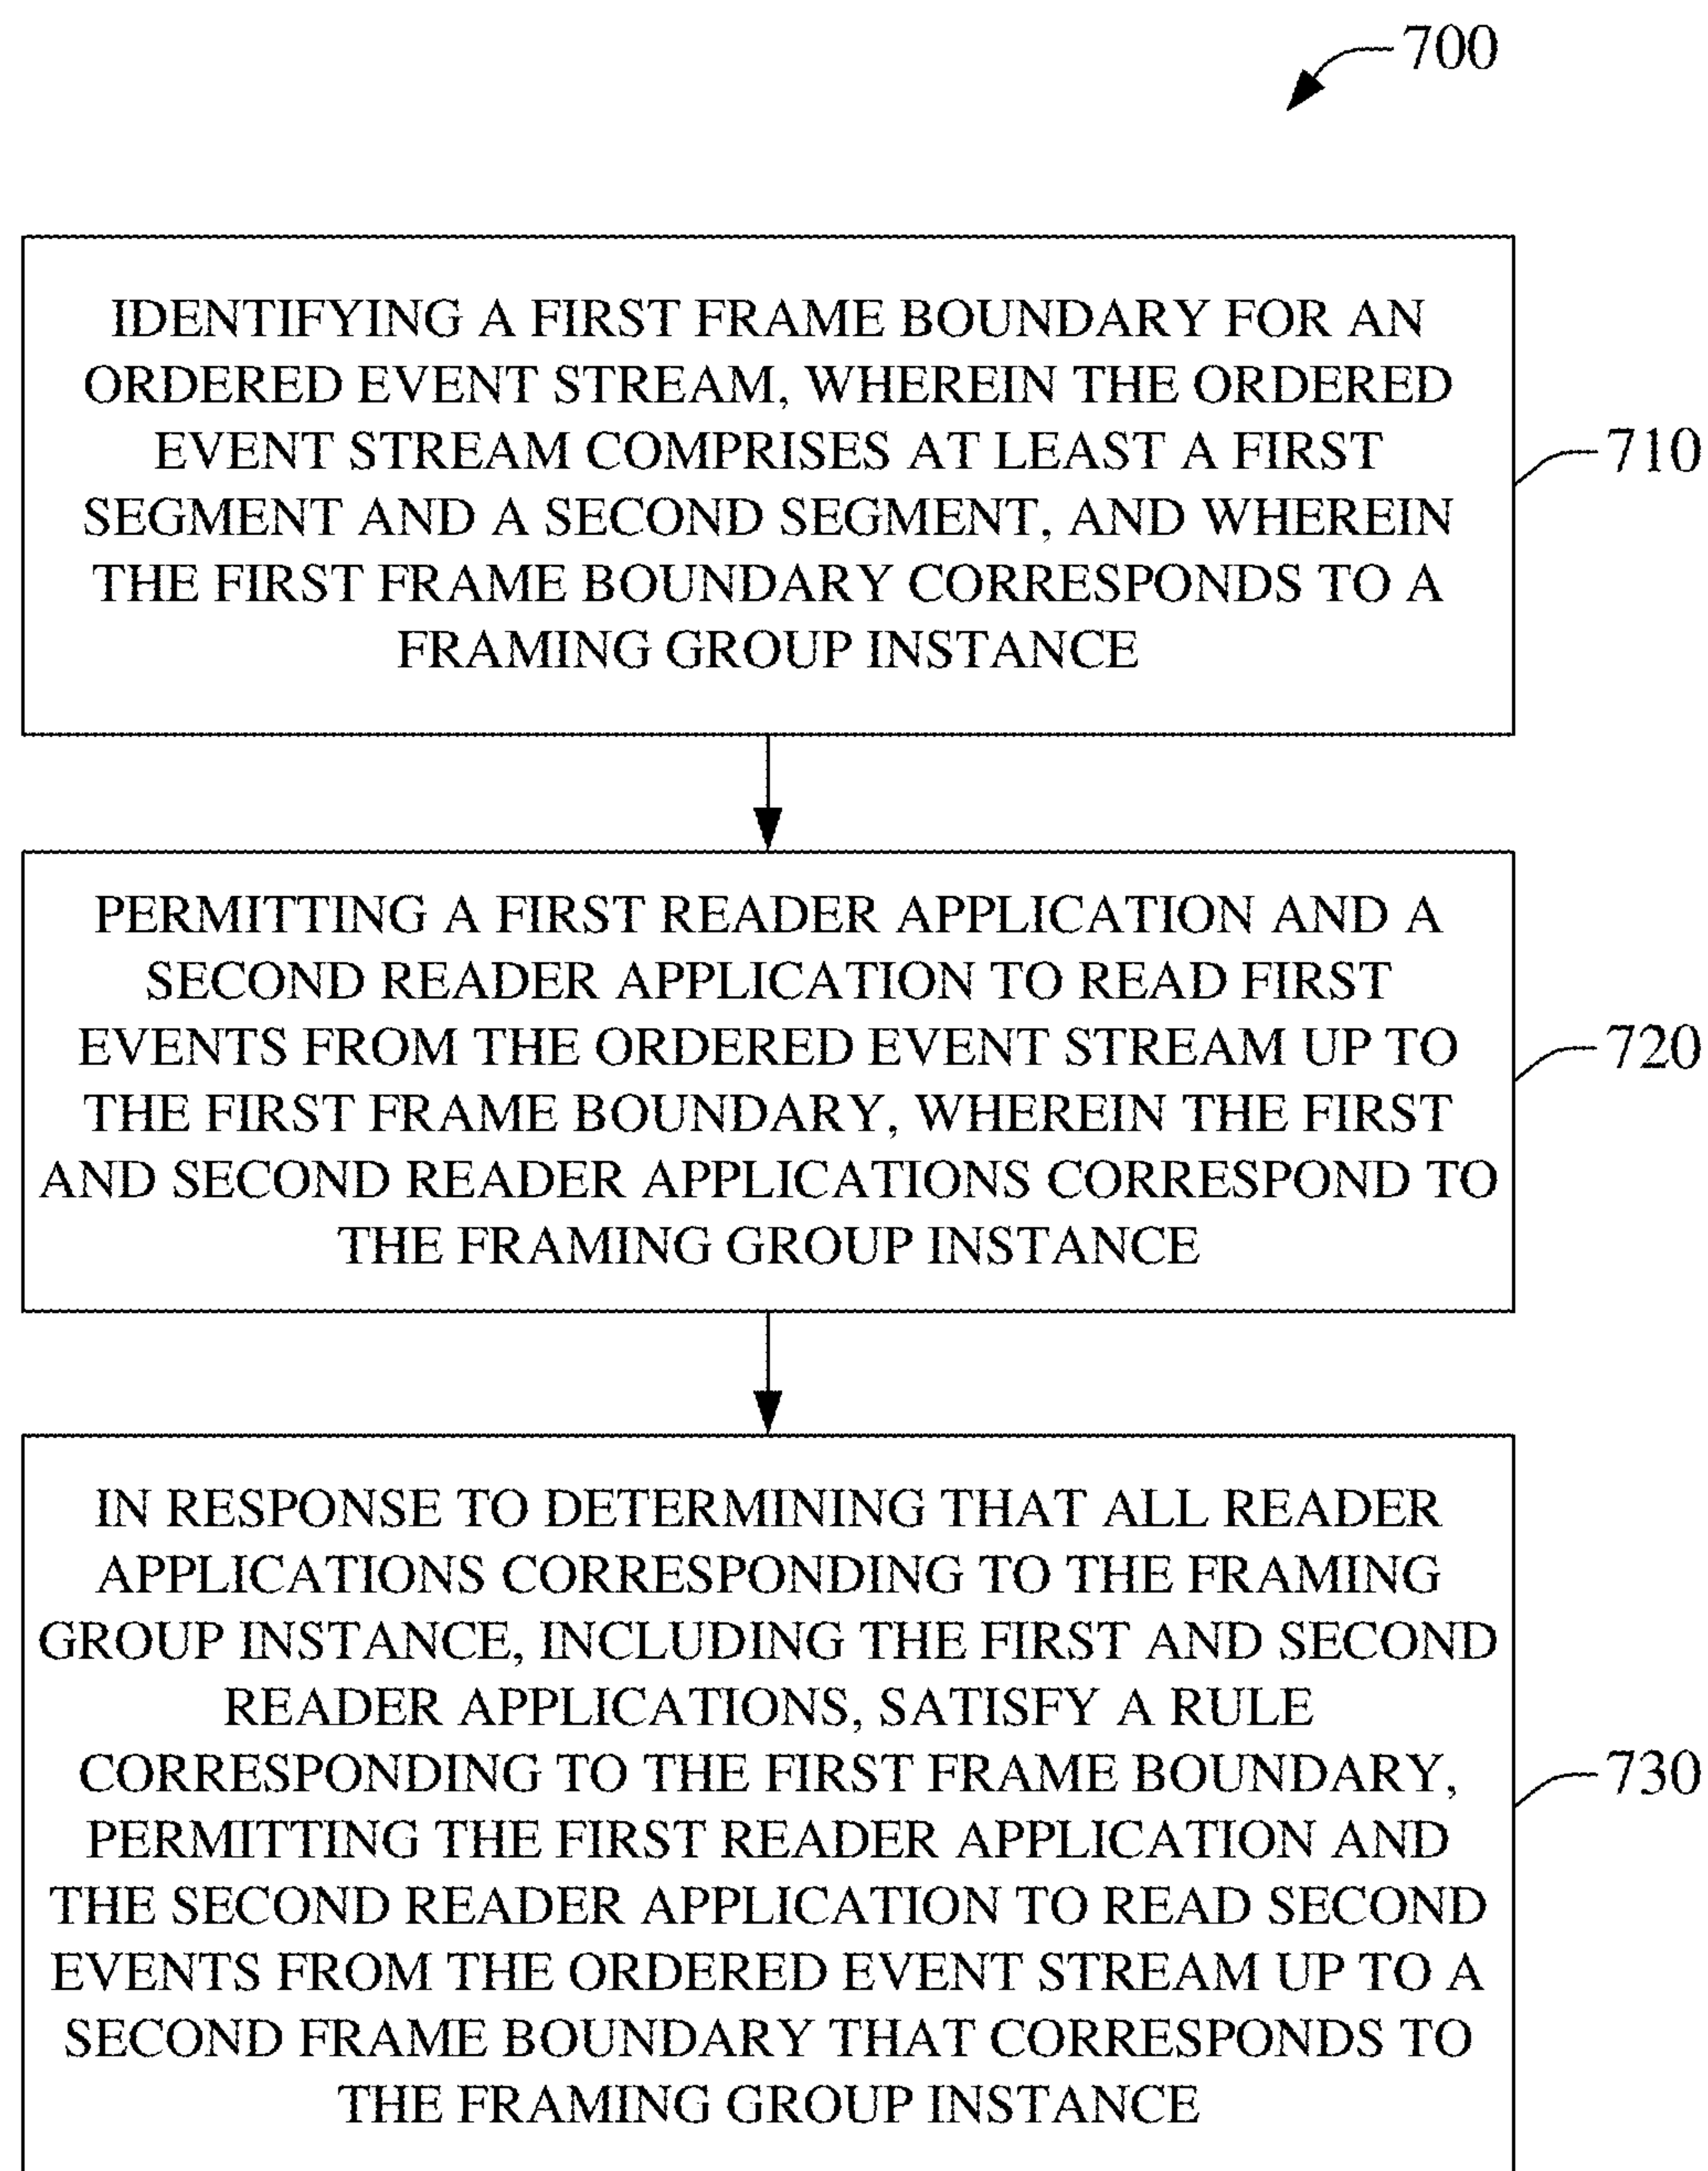 700
IDENTIFYING A FIRST FRAME BOUNDARY FOR AN
ORDERED EVENT STREAM, WHEREIN THE ORDERED
EVENT STREAM COMPRISES AT LEAST A FIRST
SEGMENT AND A SECOND SEGMENT, AND WHEREIN
THE FIRST FRAME BOUNDARY CORRESPONDS TO A
FRAMING GROUP INSTANCE
710
PERMITTING A FIRST READER APPLICATION AND A
SECOND READER APPLICATION TO READ FIRST
EVENTS FROM THE ORDERED EVENT STREAM UP TO
THE FIRST FRAME BOUNDARY, WHEREIN THE FIRST
AND SECOND READER APPLICATIONS CORRESPOND TO
THE FRAMING GROUP INSTANCE
720
IN RESPONSE TO DETERMINING THAT ALL READER
APPLICATIONS CORRESPONDING TO THE FRAMING
GROUP INSTANCE, INCLUDING THE FIRST AND SECOND
READER APPLICATIONS, SATISFY A RULE
CORRESPONDING TO THE FIRST FRAME BOUNDARY,
PERMITTING THE FIRST READER APPLICATION AND
THE SECOND READER APPLICATION TO READ SECOND
EVENTS FROM THE ORDERED EVENT STREAM UP TO A
SECOND FRAME BOUNDARY THAT CORRESPONDS TO
THE FRAMING GROUP INSTANCE
730